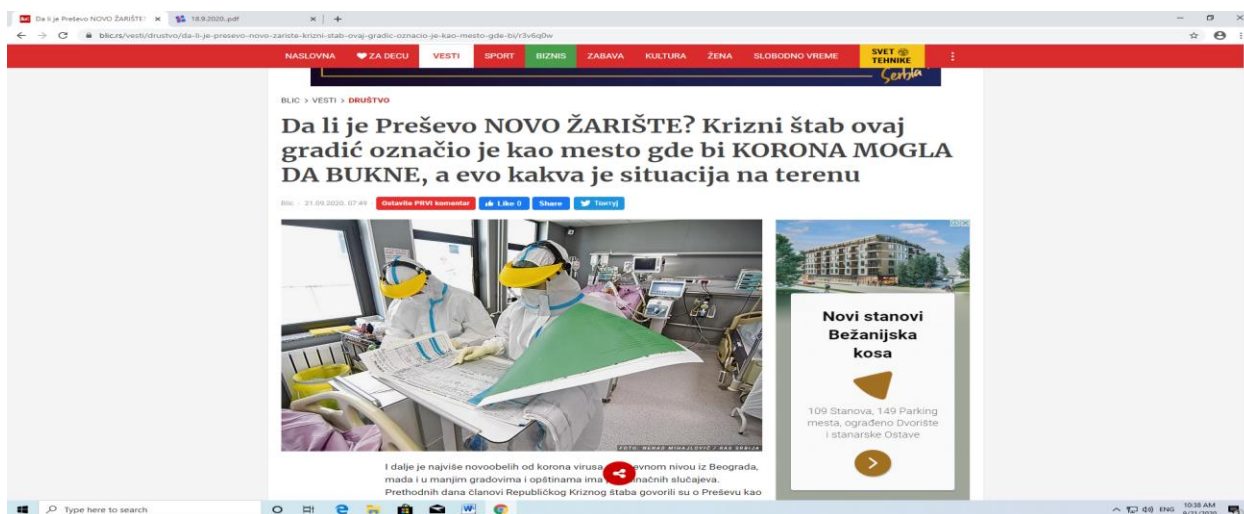 Da li je Preševo NOVO ŽARIŠTE?
18.9.2020..pdf
blic.rs/vesti/drustvo/da-li-je-presevo-novo-zariste-krizni-stab-ovaj-gradic-oznacio-je-kao-mesto-gde-bi/r3v6q0w
NASLOVNA ZA DECU VESTI SPORT BIZNIS ZABAVA KULTURA ŽENA SLOBODNO VREME SVET TEHNIKE
Serbia
BLIC > VESTI > DRUŠTVO
Da li je Preševo NOVO ŽARIŠTE? Krizni štab ovaj
gradić označio je kao mesto gde bi KORONA MOGLA
DA BUKNE, a evo kakva je situacija na terenu
Blic - 21.09.2020. 07:49 Ostavite PRVI komentar Like 0 Share Твитуј
Novi stanovi
Bežanijska
kosa
109 Stanova, 149 Parking
mesta, ograđeno Dvorište
i stanarske Ostave
FOTO: NENAD MIHAJLOVIĆ / RAS SRBIJA
I dalje je najviše novoobelih od korona virusa vnom nivou iz Beograda,
mada i u manjim gradovima i opštinama ima načnih slučajeva.
Prethodnih dana članovi Republičkog Kriznog štaba govorili su o Preševu kao
Type here to search
ENG
10:38 AM
9/21/2020